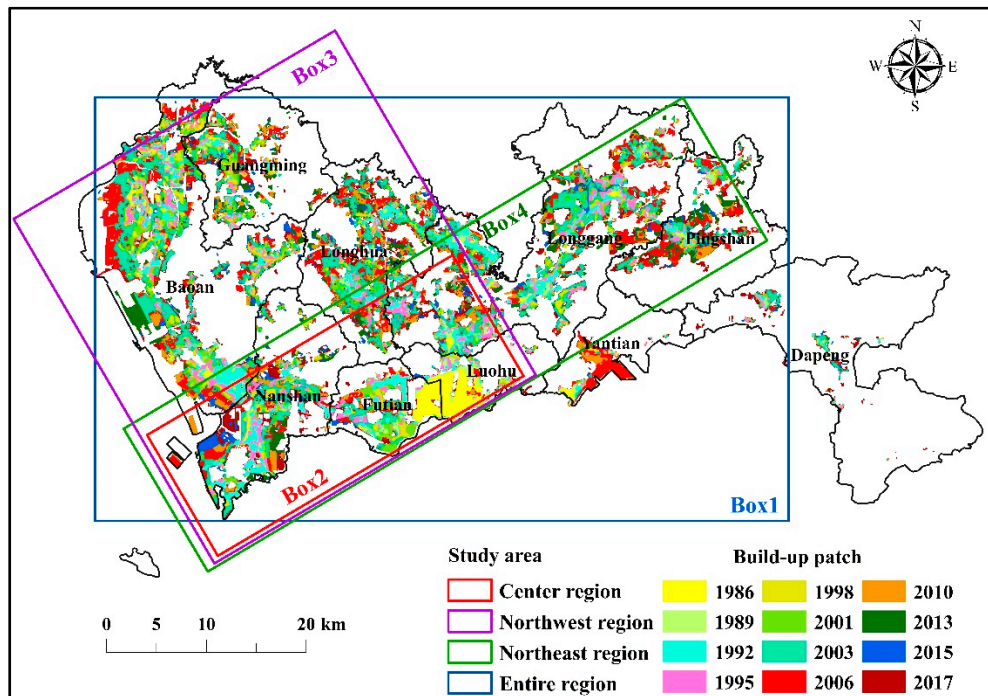 N
W E
S
Box3
Guangming
Box4
Longgang
Pingshan
Longhua
Baoan
Yantian
Dapeng
Luohu
Nanshan
Futian
Box2
Box1
Study area
Build-up patch
Center region
1986
1998
2010
Northwest region
1989
2001
2013
Northeast region
1992
2003
2015
Entire region
1995
2006
2017
0 5 10 20 km